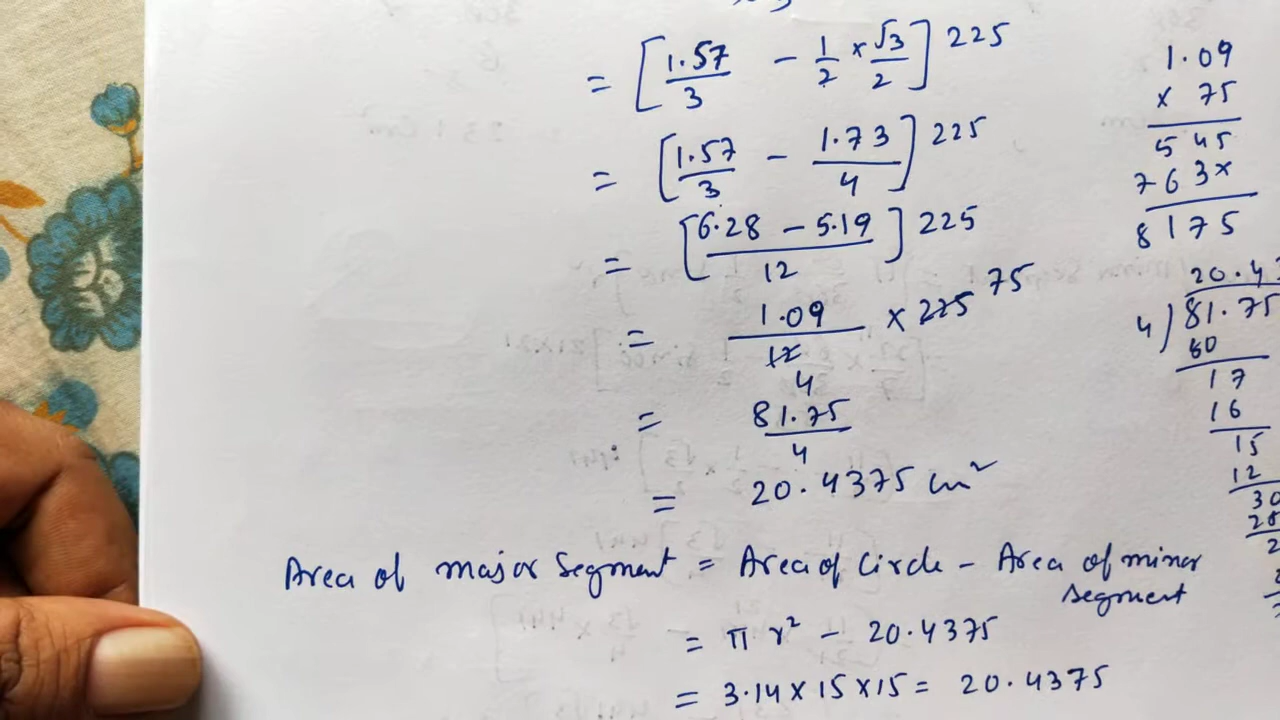 = [1.57/3 - 1/2 × √3/2] 225
= [1.57/3 - 1.73/4] 225
= [6.28 - 5.19/12] 225
= 1.09/12 × 225 75
4
= 81.75/4
= 20.4375 cm²
Area of major Segment = Area of Circle - Area of minor
Segment
= πr² - 20.4375
= 3.14 × 15 × 15 = 20.4375
1.09
× 75
545
763×
8175
20.43
4 ) 81.75
80
17
16
15
12
30